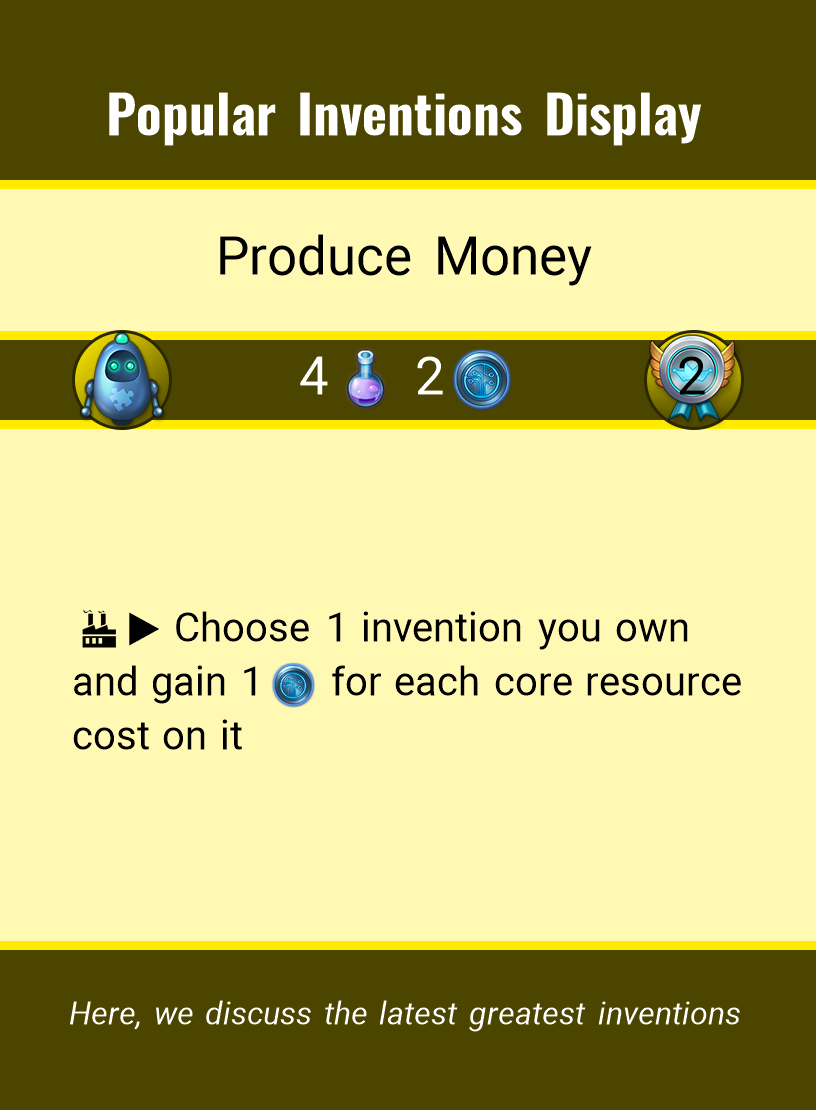 Popular Inventions Display
Produce Money
4 2
2
Choose 1 invention you own
and gain 1 for each core resource
cost on it
Here, we discuss the latest greatest inventions